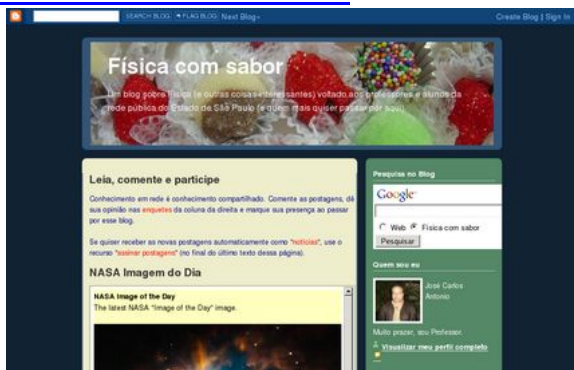 SEARCH BLOG FLAG BLOG Next Blog»
Create Blog | Sign In
Física com sabor
Um blog sobre Física (e outras coisas interessantes) voltado aos professores e alunos da
rede pública do Estado de São Paulo (e quem mais quiser passar por aqui).
Leia, comente e participe
Conhecimento em rede é conhecimento compartilhado. Comente as postagens, dê
sua opinião nas enquetes da coluna da direita e marque sua presença ao passar
por esse blog.
Se quiser receber as novas postagens automaticamente como "notícias", use o
recurso "assinar postagens" (no final do último texto dessa página).
NASA Imagem do Dia
NASA Image of the Day
The latest NASA "Image of the Day" image.
Pesquisa no Blog
Google
Web Física com sabor
Pesquisar
Quem sou eu
José Carlos
Antonio
Muito prazer, sou Professor.
Visualizar meu perfil completo